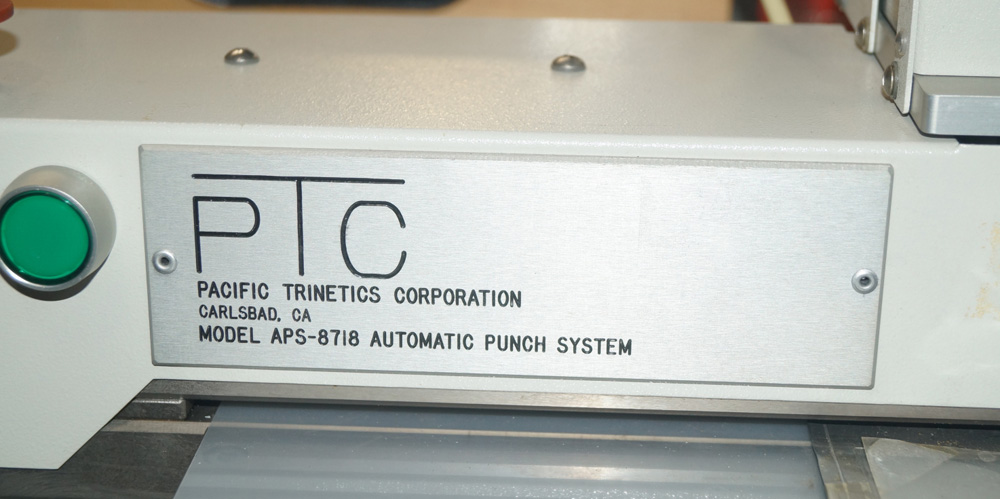 PTC
PACIFIC TRINETICS CORPORATION
CARLSBAD, CA
MODEL APS-8718 AUTOMATIC PUNCH SYSTEM